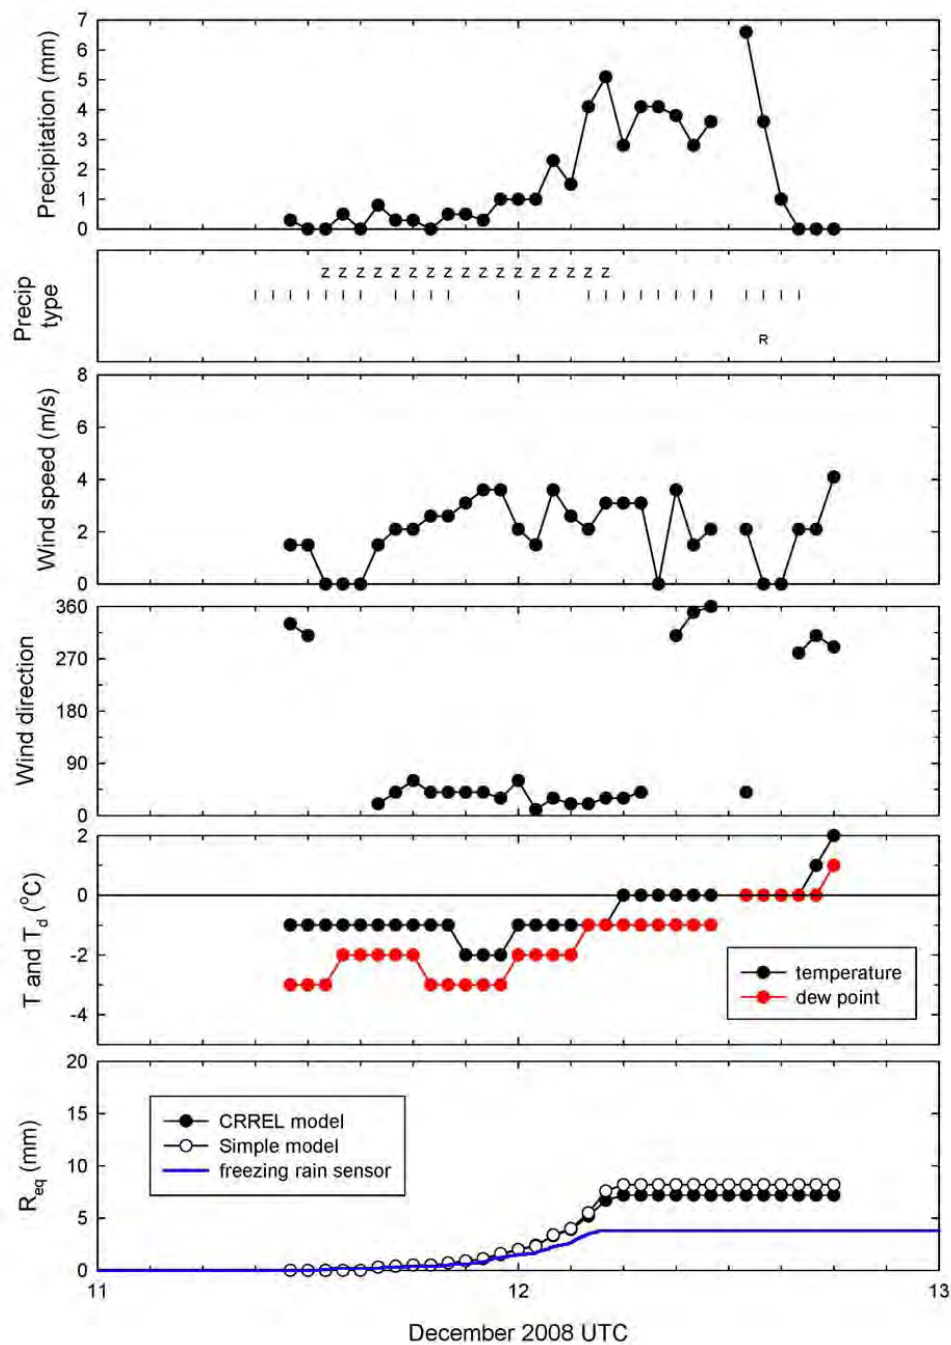 Precipitation (mm)
7
6
5
4
3
2
1
0
Precip
type
Z Z Z Z Z Z Z Z Z Z Z Z Z Z Z Z Z
I I I I I I I I I I I I I I I I I I I I I I I I
R
Wind speed (m/s)
8
6
4
2
0
Wind direction
360
270
180
90
0
T and Td (°C)
2
0
-2
-4
temperature
dew point
Req (mm)
20
15
10
5
0
CRREL model
Simple model
freezing rain sensor
11 12 13
December 2008 UTC